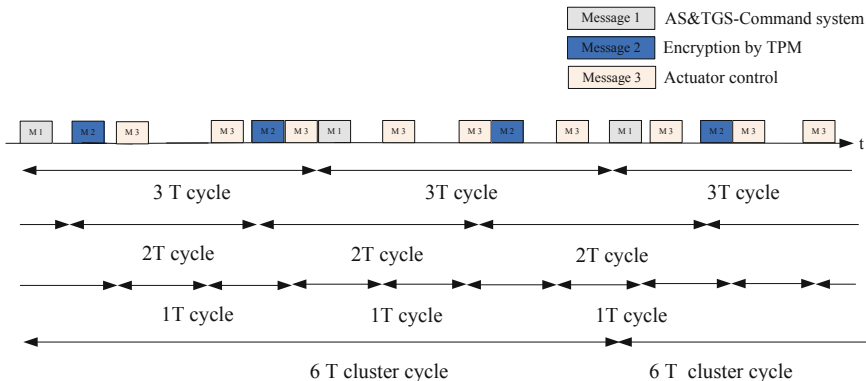 Message 1 AS&TGS-Command system
Message 2 Encryption by TPM
Message 3 Actuator control
M 1 M 2 M 3 M 3 M 2 M 3 M 1 M 3 M 3 M 2 M 3 M 1 M 3 M 2 M 3 M 3
t
3 T cycle 3T cycle 3T cycle
2T cycle 2T cycle 2T cycle
1T cycle 1T cycle 1T cycle
6 T cluster cycle 6 T cluster cycle